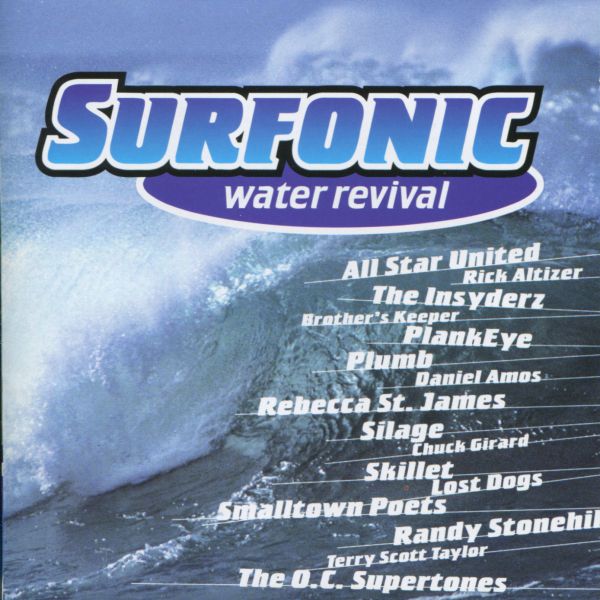 SURFONIC
water revival
All Star United
Rick Altizer
The Insyderz
Brother's Keeper
PlankEye
Plumb
Daniel Amos
Rebecca St. James
Silage
Chuck Girard
Skillet
Lost Dogs
Smalltown Poets
Randy Stonehil
Terry Scott Taylor
The O.C. Supertones